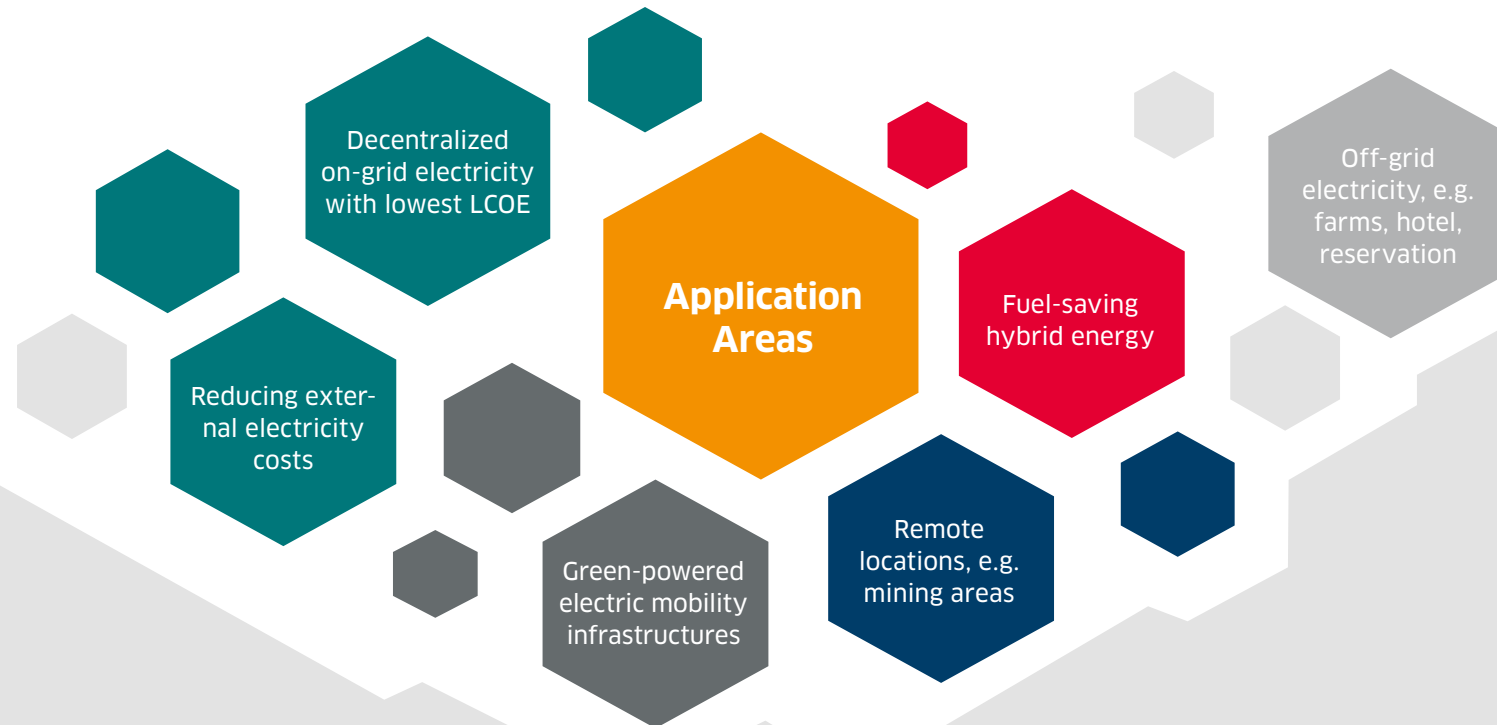 Decentralized
on-grid electricity
with lowest LCOE
Application
Areas
Off-grid
electricity, e.g.
farms, hotel,
reservation
Fuel-saving
hybrid energy
Reducing exter-
nal electricity
costs
Remote
locations, e.g.
mining areas
Green-powered
electric mobility
infrastructures